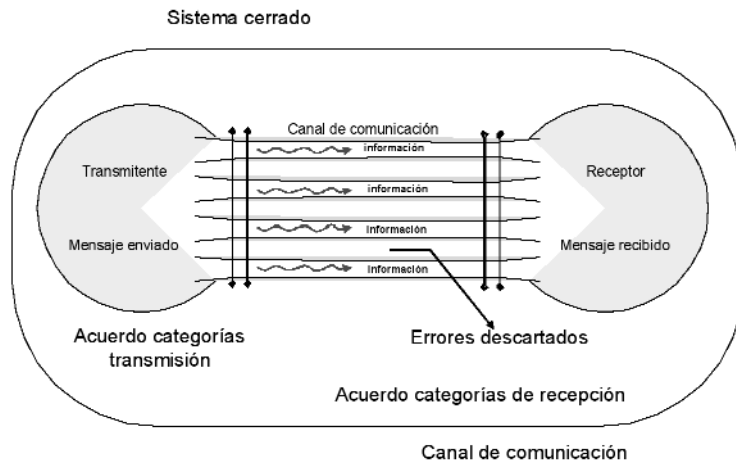 Sistema cerrado
Canal de comunicación
información
Transmitente
Receptor
información
Mensaje enviado
información
Mensaje recibido
información
Acuerdo categorías
transmisión
Errores descartados
Acuerdo categorías de recepción
Canal de comunicación